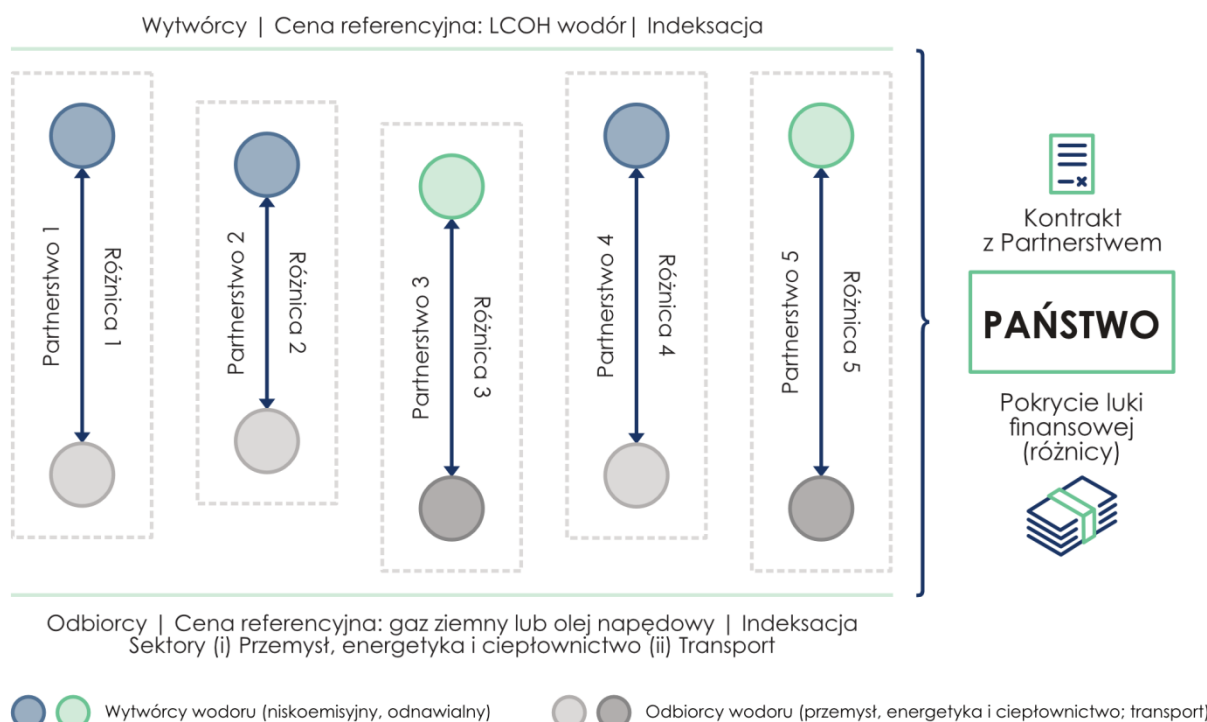 Wytwórcy | Cena referencyjna: LCOH wodór| Indeksacja
Partnerstwo 1
Różnica 1
Partnerstwo 2
Różnica 2
Partnerstwo 3
Różnica 3
Partnerstwo 4
Różnica 4
Partnerstwo 5
Różnica 5
Kontrakt
z Partnerstwem
PAŃSTWO
Pokrycie luki
finansowej
(różnicy)
Odbiorcy | Cena referencyjna: gaz ziemny lub olej napędowy | Indeksacja
Sektory (i) Przemysł, energetyka i ciepłownictwo (ii) Transport
Wytwórcy wodoru (niskoemisyjny, odnawialny)
Odbiorcy wodoru (przemysł, energetyka i ciepłownictwo; transport)